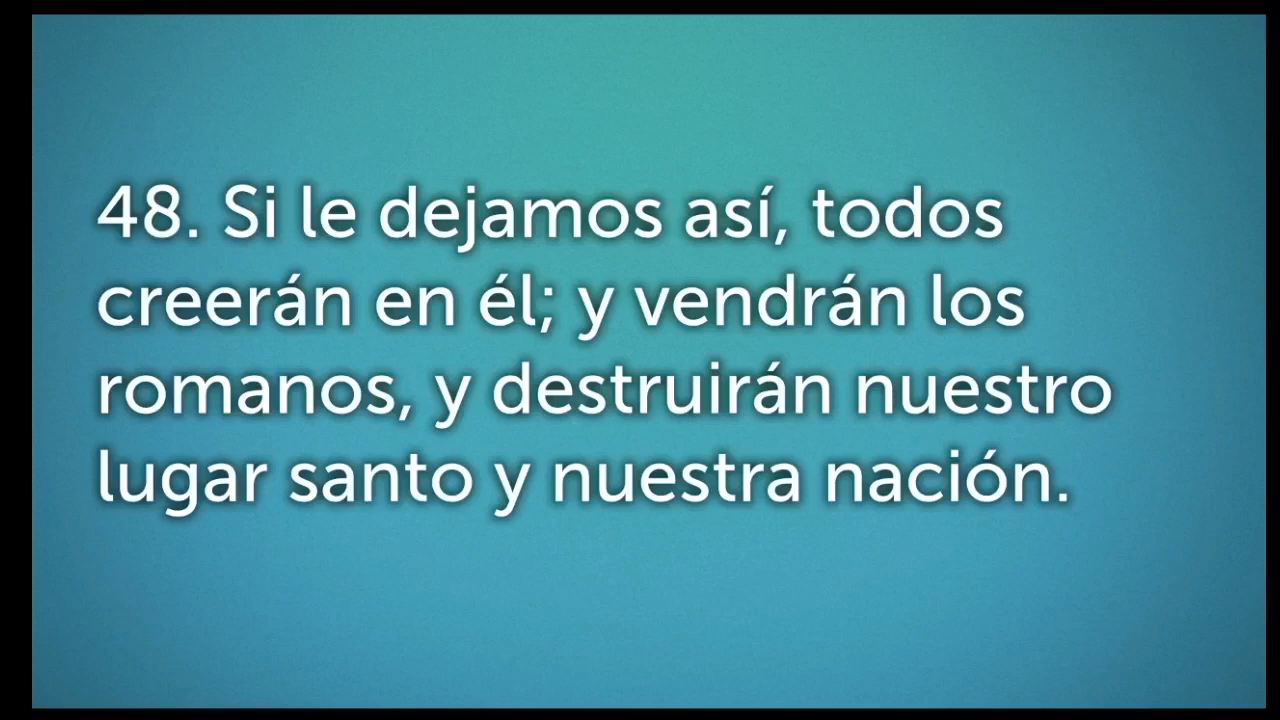 48. Si le dejamos así, todos
creerán en él; y vendrán los
romanos, y destruirán nuestro
lugar santo y nuestra nación.